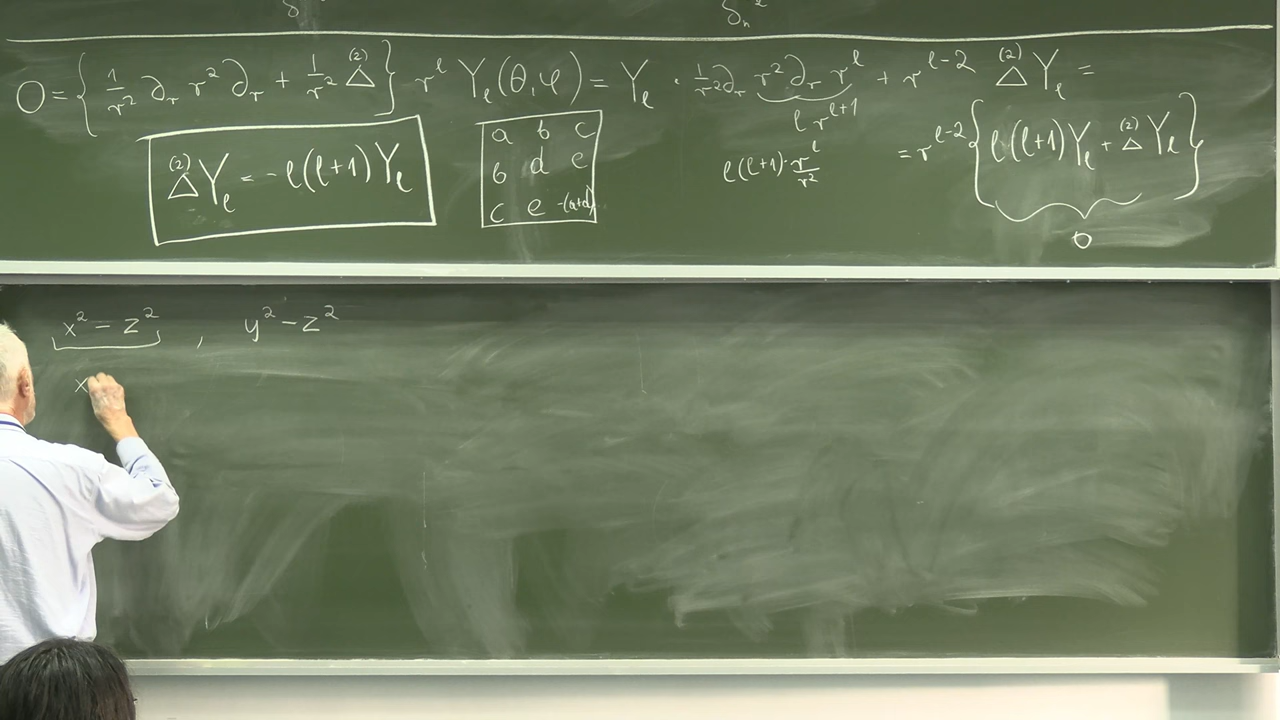 0 = { 1/r² ∂_r r² ∂_r + 1/r² ⁽²⁾Δ } r^ℓ Y_ℓ(θ,φ) = Y_ℓ · 1/r² ∂_r r² ∂_r r^ℓ + r^{ℓ-2} ⁽²⁾Δ Y_ℓ =
ℓ r^{ℓ+1}
ℓ(ℓ+1) · r^ℓ/r²
= r^{ℓ-2} { ℓ(ℓ+1) Y_ℓ + ⁽²⁾Δ Y_ℓ }
0
⁽²⁾Δ Y_ℓ = -ℓ(ℓ+1) Y_ℓ
a b c
b d e
c e -(a+d)
x² - z² , y² - z²
x